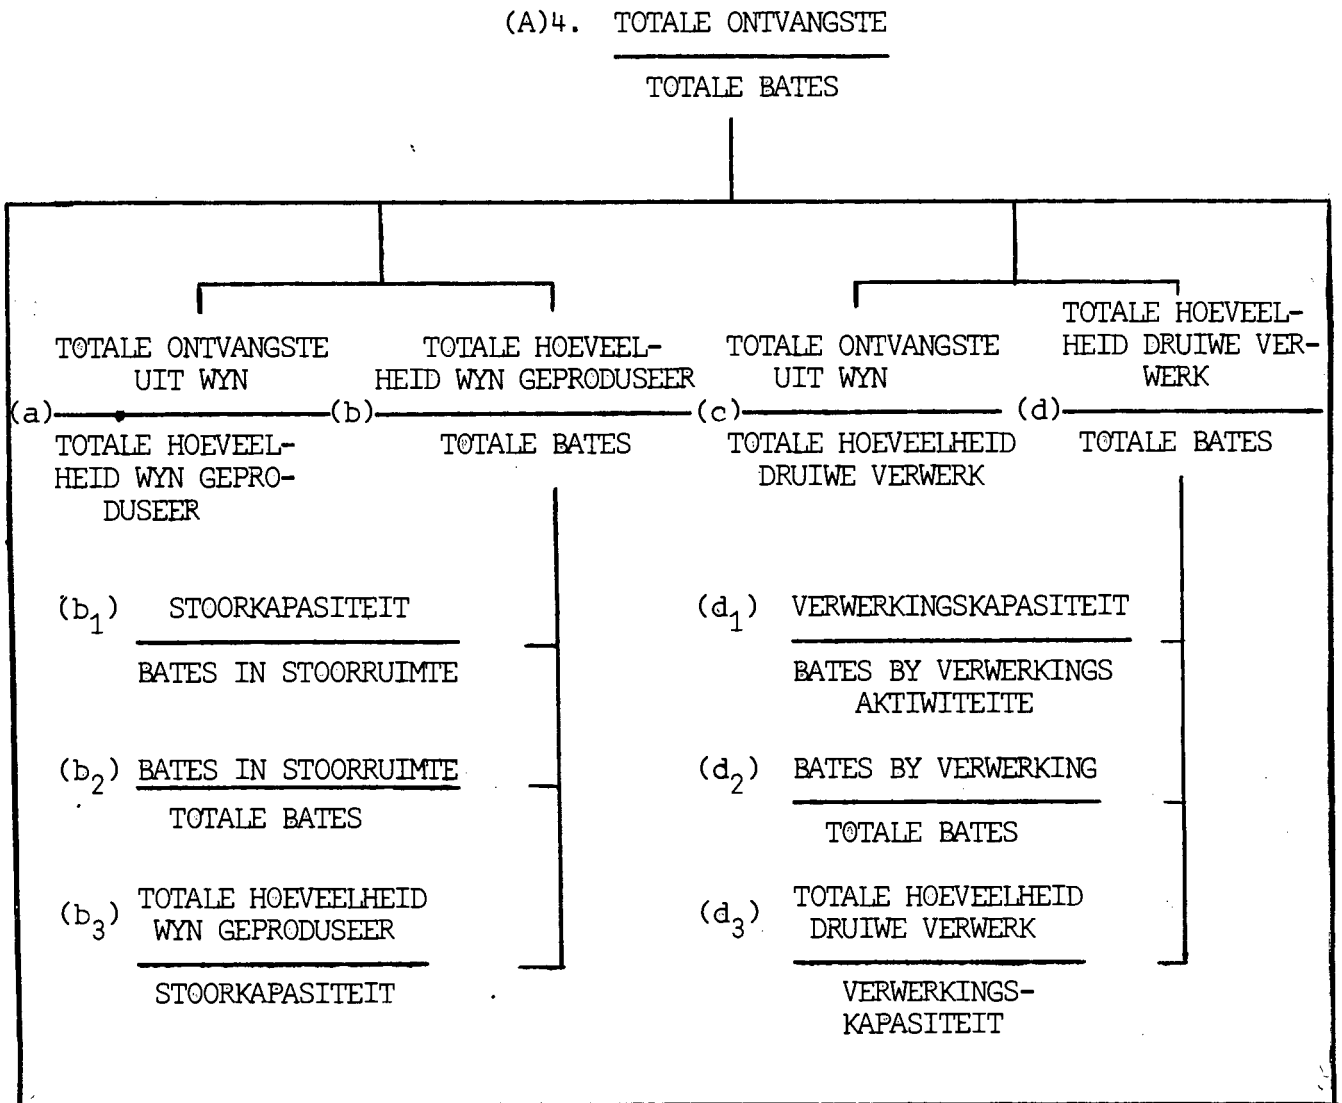 (A)4. TOTALE ONTVANGSTE
TOTALE BATES
TOTALE ONTVANGSTE
UIT WYN
(a)
TOTALE HOEVEEL-
HEID WYN GEPRO-
DUSEER
TOTALE HOEVEEL-
HEID WYN GEPRODUSEER
(b)
TOTALE BATES
TOTALE ONTVANGSTE
UIT WYN
(c)
TOTALE HOEVEELHEID
DRUIWE VERWERK
TOTALE HOEVEEL-
HEID DRUIWE VER-
WERK
(d)
TOTALE BATES
(b₁) STOORKAPASITEIT
BATES IN STOORRUIMTE
(b₂) BATES IN STOORRUIMTE
TOTALE BATES
(b₃) TOTALE HOEVEELHEID
WYN GEPRODUSEER
STOORKAPASITEIT
(d₁) VERWERKINGSKAPASITEIT
BATES BY VERWERKINGS
AKTIWITEITE
(d₂) BATES BY VERWERKING
TOTALE BATES
(d₃) TOTALE HOEVEELHEID
DRUIWE VERWERK
VERWERKINGS-
KAPASITEIT